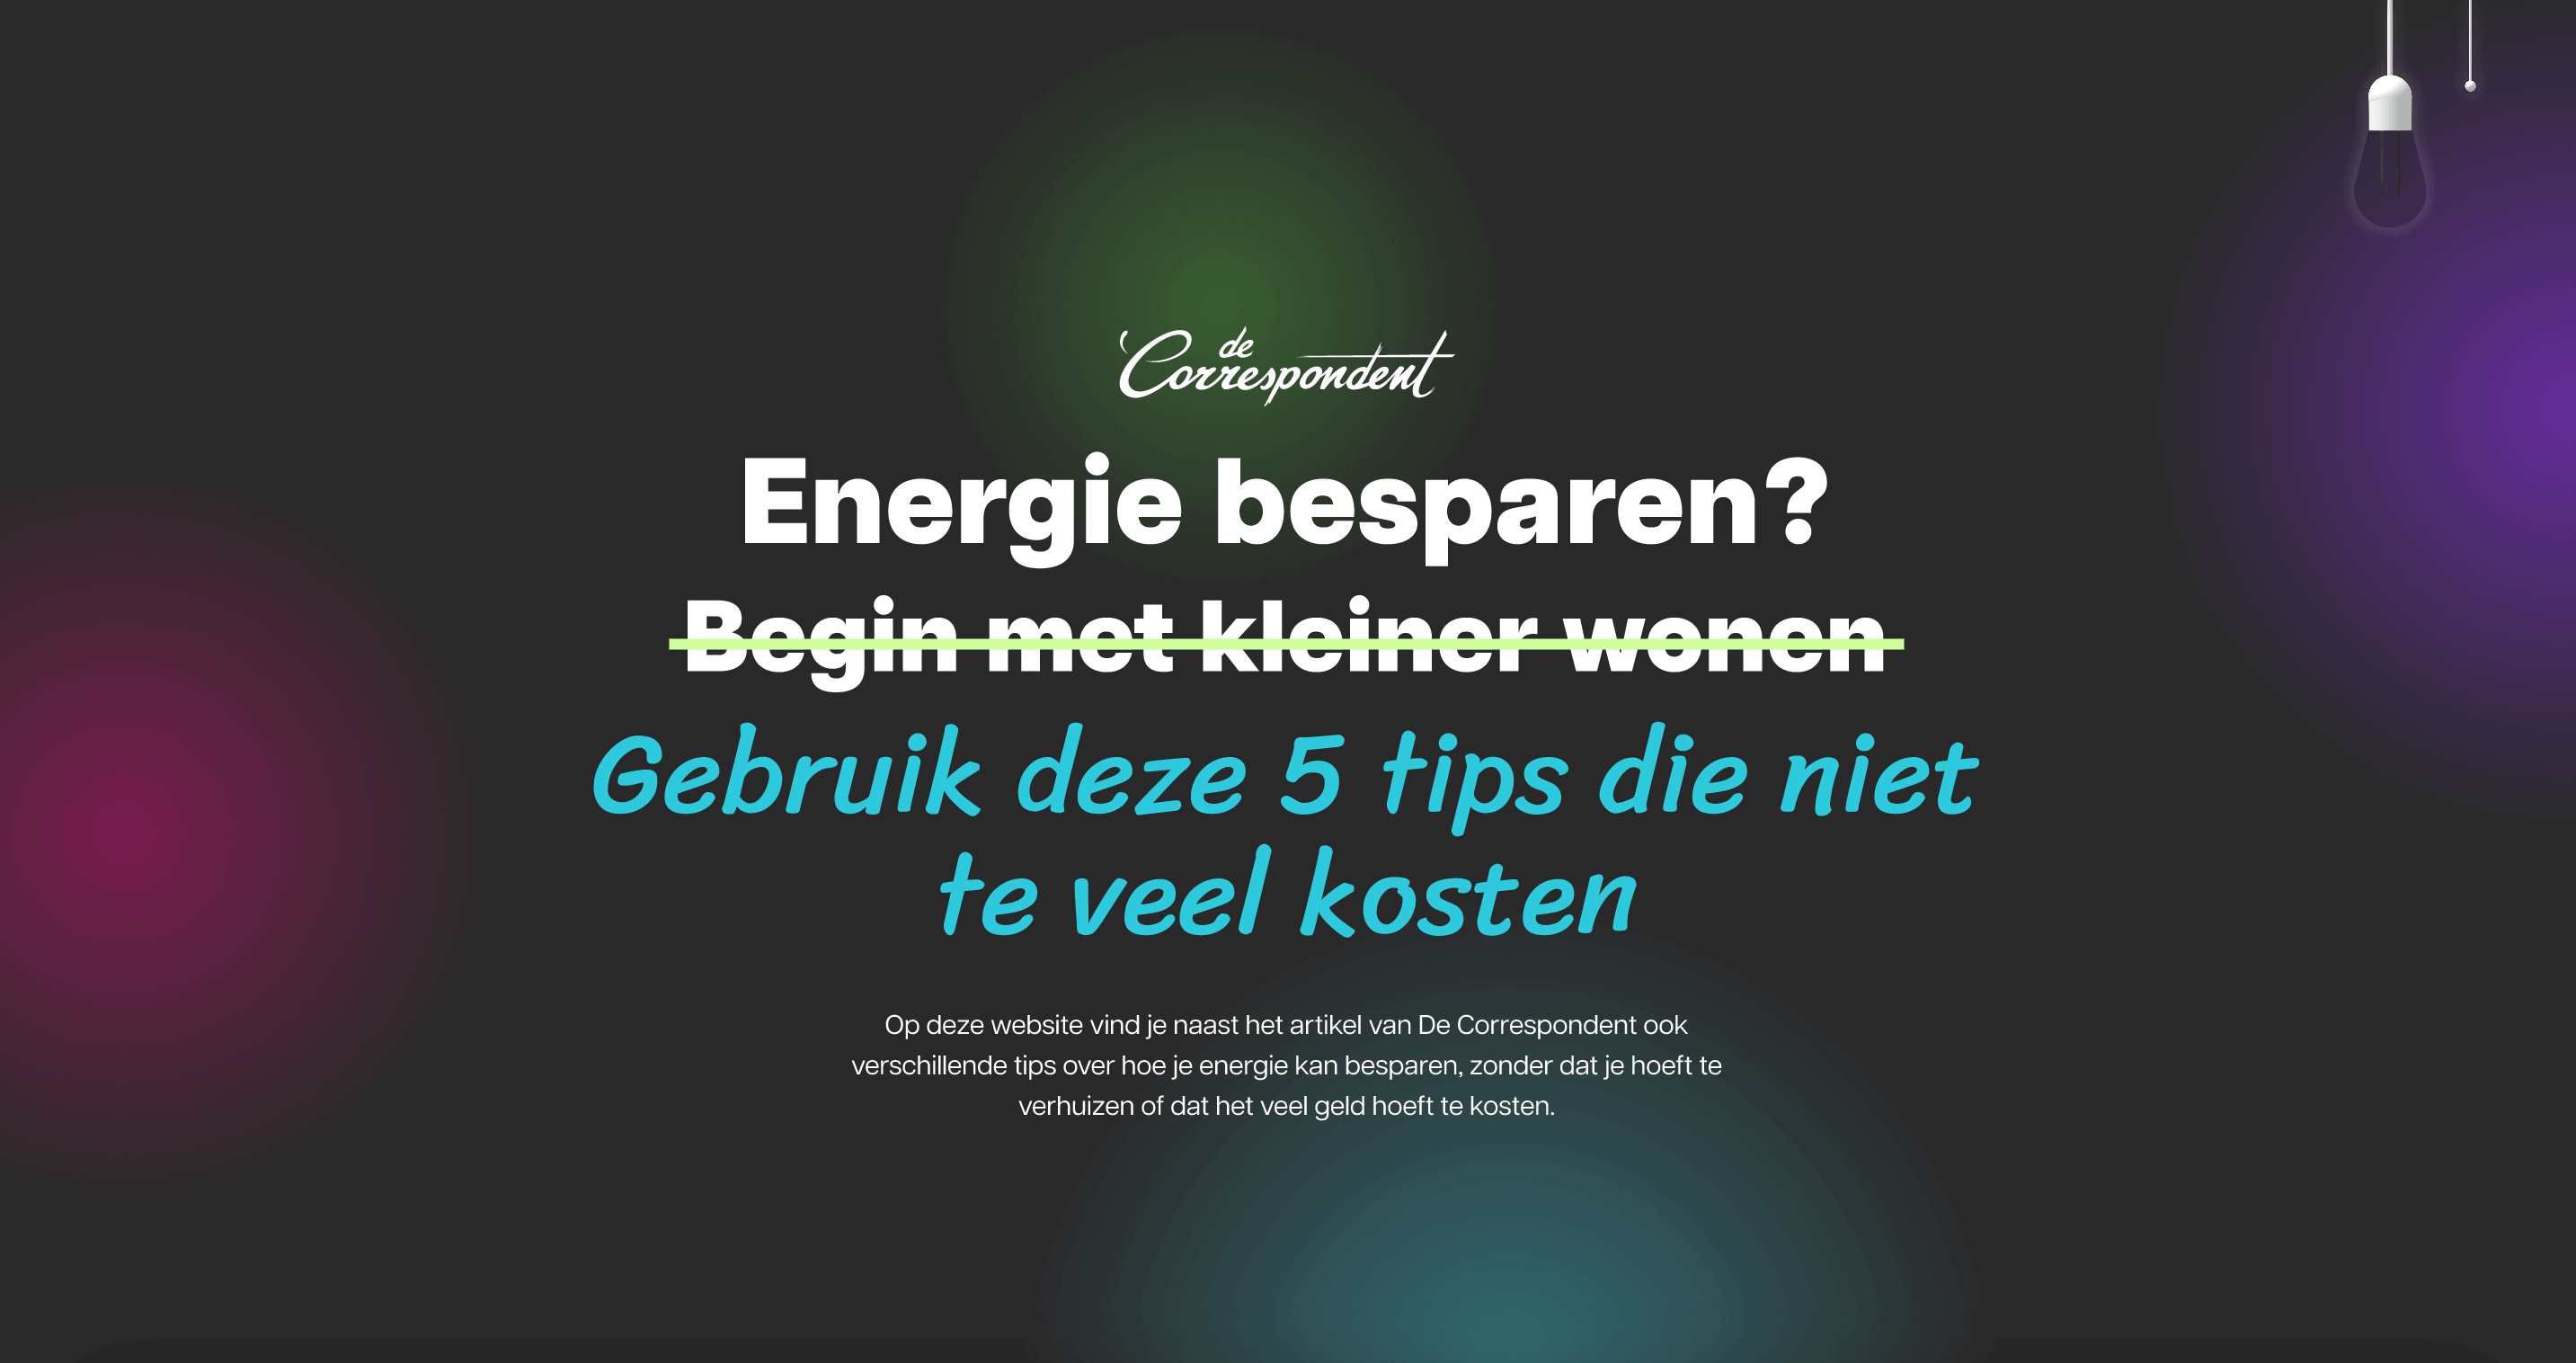 de
Correspondent
Energie besparen?
Begin met kleiner wonen
Gebruik deze 5 tips die niet
te veel kosten
Op deze website vind je naast het artikel van De Correspondent ook
verschillende tips over hoe je energie kan besparen, zonder dat je hoeft te
verhuizen of dat het veel geld hoeft te kosten.